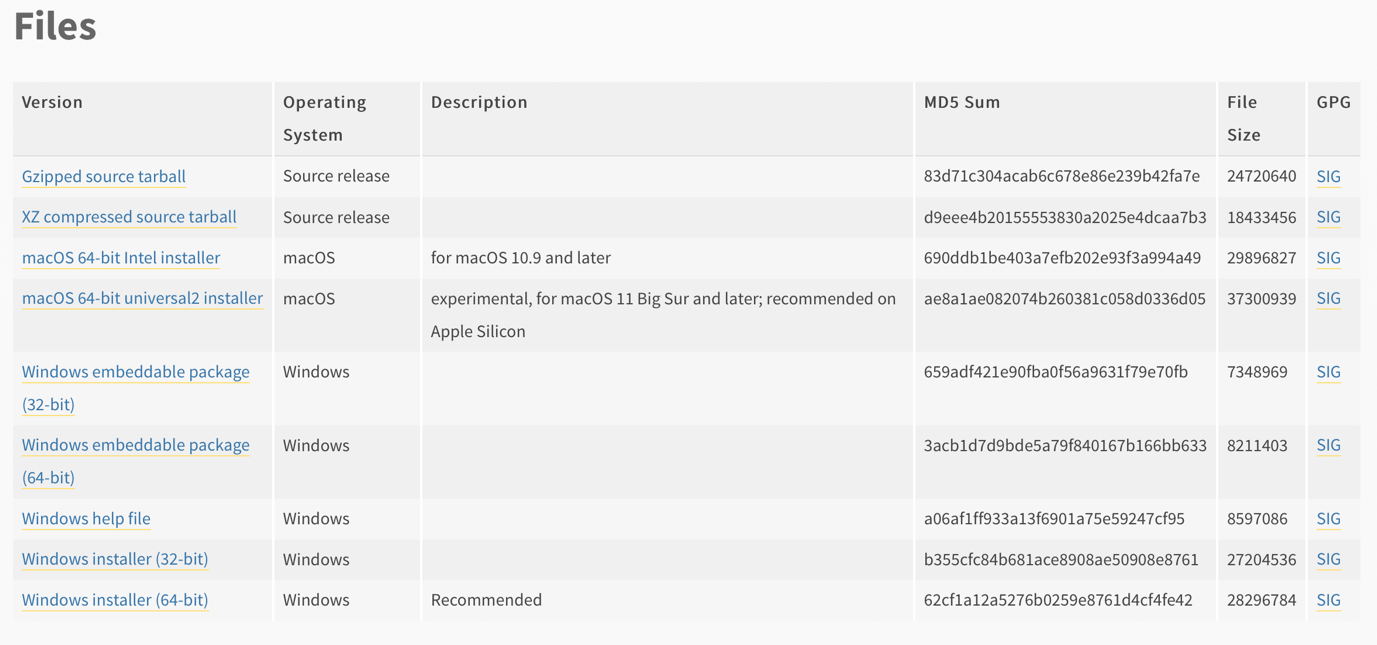 Files
Version Operating System Description MD5 Sum File Size GPG
Gzipped source tarball Source release 83d71c304acab6c678e86e239b42fa7e 24720640 SIG
XZ compressed source tarball Source release d9eee4b20155553830a2025e4dcaa7b3 18433456 SIG
macOS 64-bit Intel installer macOS for macOS 10.9 and later 690ddb1be403a7efb202e93f3a994a49 29896827 SIG
macOS 64-bit universal2 installer macOS experimental, for macOS 11 Big Sur and later; recommended on Apple Silicon ae8a1ae082074b260381c058d0336d05 37300939 SIG
Windows embeddable package (32-bit) Windows 659adf421e90fba0f56a9631f79e70fb 7348969 SIG
Windows embeddable package (64-bit) Windows 3acb1d7d9bde5a79f840167b166bb633 8211403 SIG
Windows help file Windows a06af1ff933a13f6901a75e59247cf95 8597086 SIG
Windows installer (32-bit) Windows b355cfc84b681ace8908ae50908e8761 27204536 SIG
Windows installer (64-bit) Windows Recommended 62cf1a12a5276b0259e8761d4cf4fe42 28296784 SIG